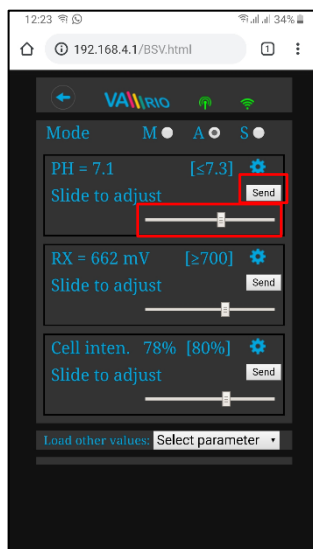 12:23 34%
192.168.4.1/BSV.html 1
VAIIIRIO
Mode M A S
PH = 7.1 [≤7.3]
Slide to adjust Send
RX = 662 mV [≥700]
Slide to adjust Send
Cell inten. 78% [80%]
Slide to adjust Send
Load other values: Select parameter